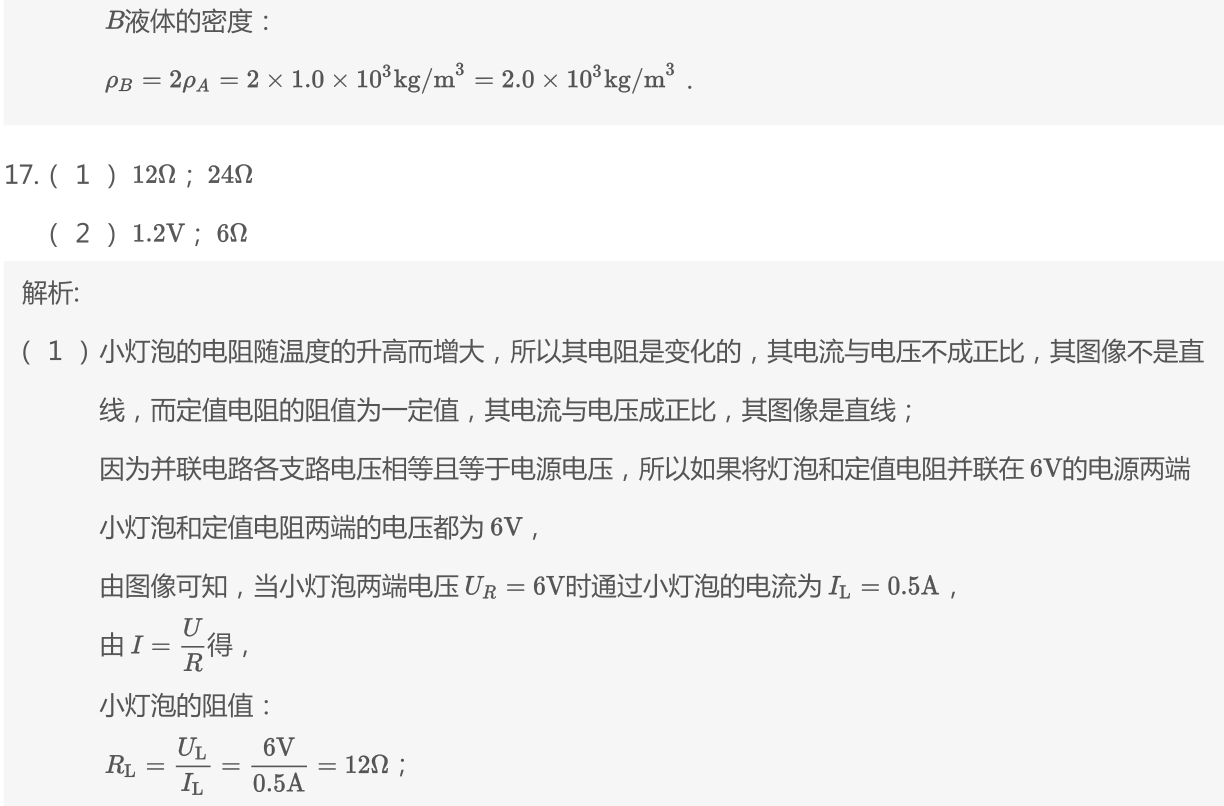 B液体的密度：
ρ_B = 2ρ_A = 2 × 1.0 × 10³kg/m³ = 2.0 × 10³kg/m³ .
17.（ 1 ）12Ω；24Ω
（ 2 ）1.2V；6Ω
解析:
（ 1 ）小灯泡的电阻随温度的升高而增大，所以其电阻是变化的，其电流与电压不成正比，其图像不是直
线，而定值电阻的阻值为一定值，其电流与电压成正比，其图像是直线；
因为并联电路各支路电压相等且等于电源电压，所以如果将灯泡和定值电阻并联在 6V的电源两端
小灯泡和定值电阻两端的电压都为 6V，
由图像可知，当小灯泡两端电压 U_R = 6V时通过小灯泡的电流为 I_L = 0.5A，
由 I = U/R 得，
小灯泡的阻值：
R_L = U_L/I_L = 6V/0.5A = 12Ω；